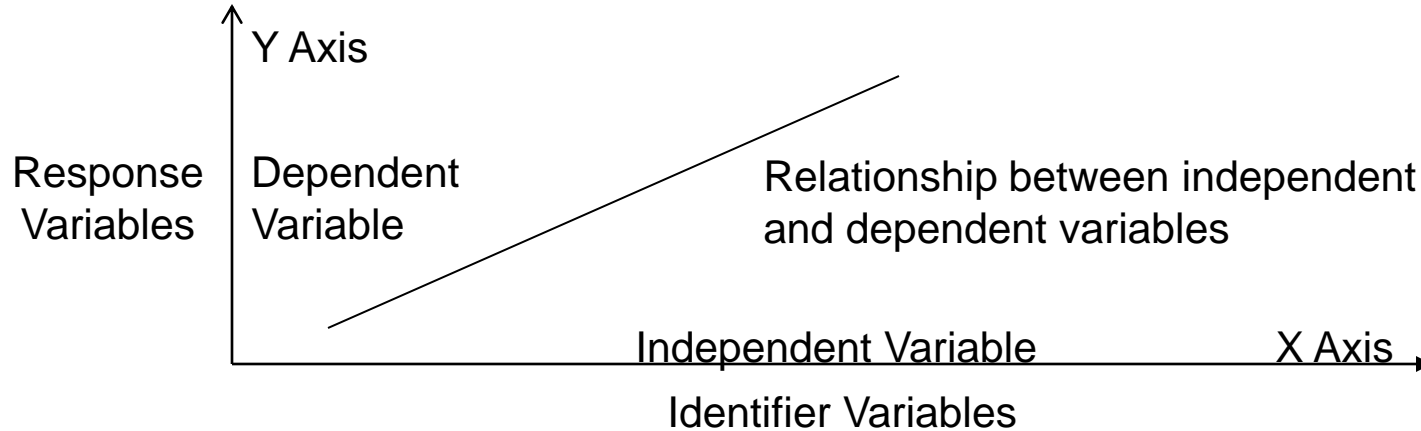 Y Axis
Response
Variables
Dependent
Variable
Relationship between independent
and dependent variables
Independent Variable
X Axis
Identifier Variables